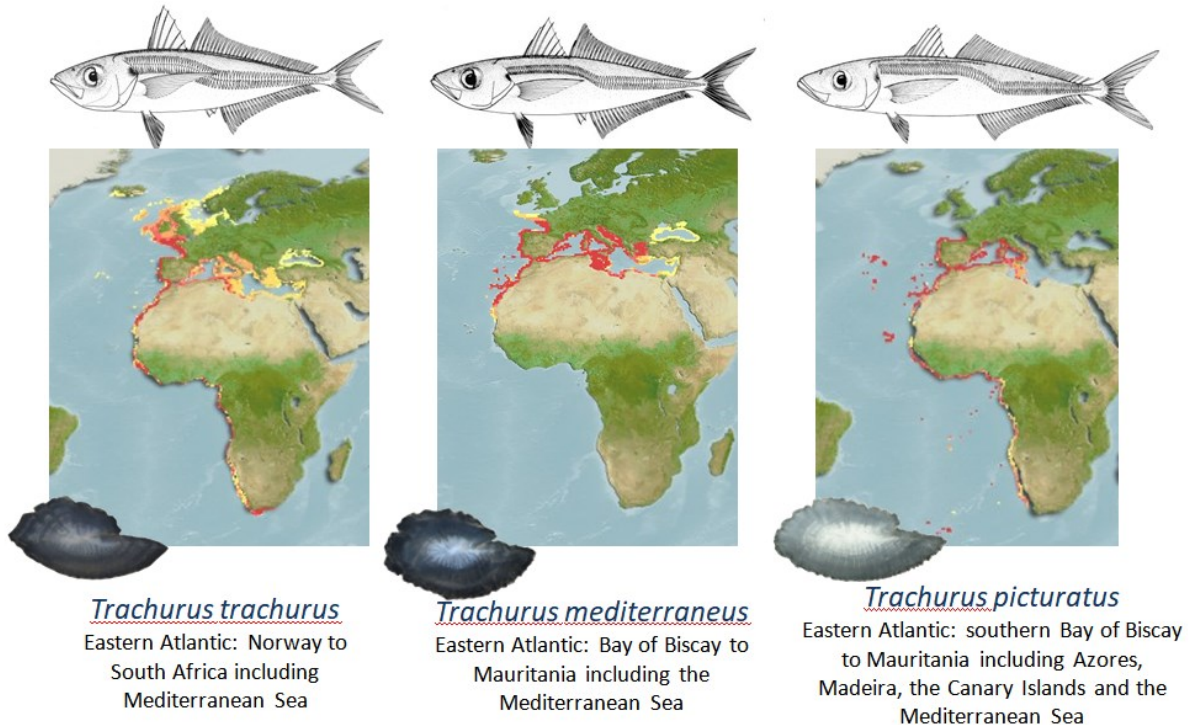 Trachurus trachurus
Eastern Atlantic: Norway to
South Africa including
Mediterranean Sea
Trachurus mediterraneus
Eastern Atlantic: Bay of Biscay to
Mauritania including the
Mediterranean Sea
Trachurus picturatus
Eastern Atlantic: southern Bay of Biscay
to Mauritania including Azores,
Madeira, the Canary Islands and the
Mediterranean Sea